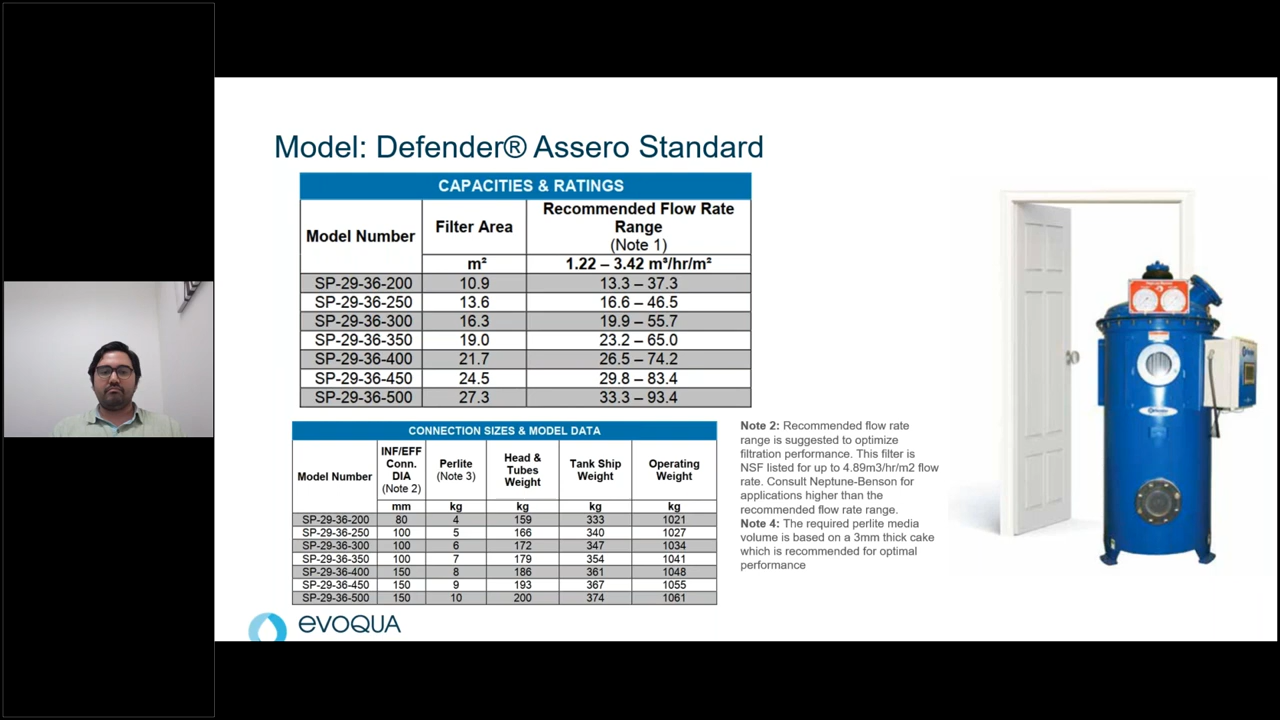 Model: Defender® Assero Standard
CAPACITIES & RATINGS
Model Number
Filter Area
Recommended Flow Rate
Range
(Note 1)
m²
1.22 – 3.42 m³/hr/m²
SP-29-36-200 10.9 13.3 – 37.3
SP-29-36-250 13.6 16.6 – 46.5
SP-29-36-300 16.3 19.9 – 55.7
SP-29-36-350 19.0 23.2 – 65.0
SP-29-36-400 21.7 26.5 – 74.2
SP-29-36-450 24.5 29.8 – 83.4
SP-29-36-500 27.3 33.3 – 93.4
CONNECTION SIZES & MODEL DATA
Model Number
INF/EFF
Conn.
DIA
(Note 2)
Perlite
(Note 3)
Head &
Tubes
Weight
Tank Ship
Weight
Operating
Weight
mm kg kg kg kg
SP-29-36-200 80 4 159 333 1021
SP-29-36-250 100 5 166 340 1027
SP-29-36-300 100 6 172 347 1034
SP-29-36-350 100 7 179 354 1041
SP-29-36-400 150 8 186 361 1048
SP-29-36-450 150 9 193 367 1055
SP-29-36-500 150 10 200 374 1061
Note 2: Recommended flow rate
range is suggested to optimize
filtration performance. This filter is
NSF listed for up to 4.89m3/hr/m2 flow
rate. Consult Neptune-Benson for
applications higher than the
recommended flow rate range.
Note 4: The required perlite media
volume is based on a 3mm thick cake
which is recommended for optimal
performance
evoQUA